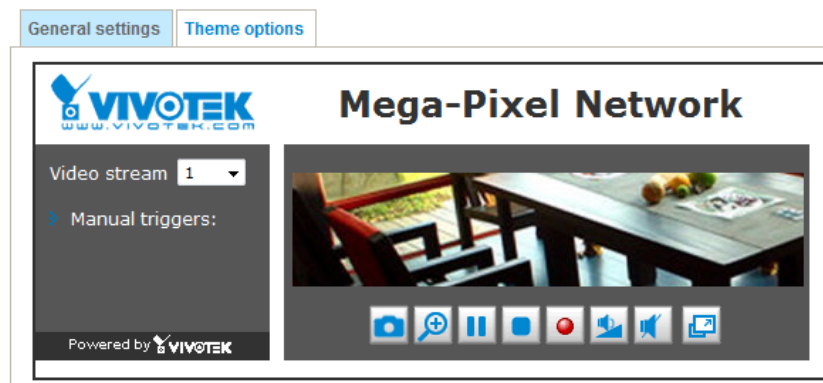 General settings Theme options
VIVOTEK Mega-Pixel Network
www.vivotek.com
Video stream 1
Manual triggers:
Powered by VIVOTEK